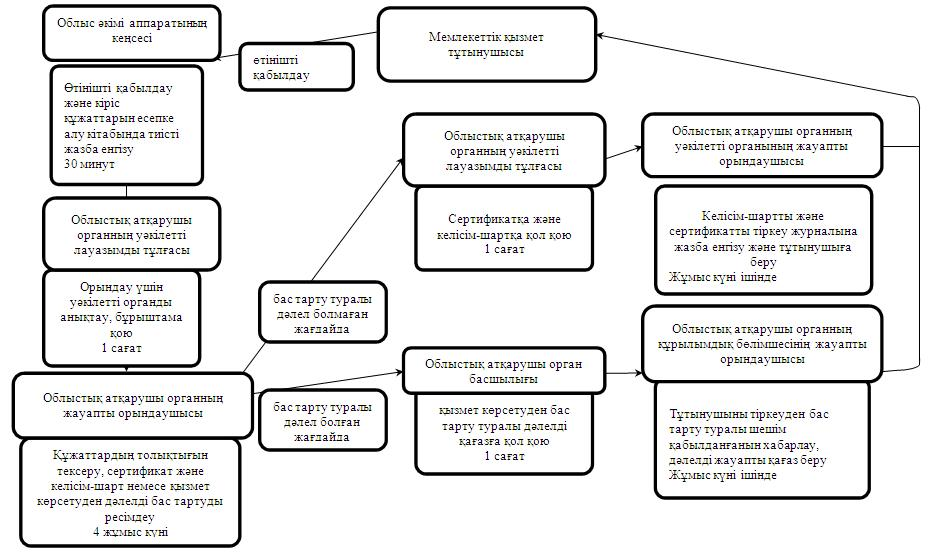 Облыс әкімі аппаратының
кеңсесі
Мемлекеттік қызмет
тұтынушысы
өтінішті
қабылдау
Өтінішті қабылдау
және кіріс
құжаттарын есепке
алу кітабында тиісті
жазба енгізу
30 минут
Облыстық атқарушы
органның уәкілетті
лауазымды тұлғасы
Орындау үшін
уәкілетті органды
анықтау, бұрыштама
қою
1 сағат
Облыстық атқарушы органның
жауапты орындаушысы
Құжаттардың толықтығын
тексеру, сертификат және
келісім-шарт немесе қызмет
көрсетуден дәлелді бас тартуды
ресімдеу
4 жұмыс күні
бас тарту туралы
дәлел болмаған
жағдайда
Облыстық атқарушы
органның уәкілетті
лауазымды тұлғасы
Сертификатқа және
келісім-шартқа қол қою
1 сағат
Облыстық атқарушы органның
уәкілетті органының жауапты
орындаушысы
Келісім-шартты және
сертификатты тіркеу журналына
жазба енгізу және тұтынушыға
беру
Жұмыс күні ішінде
бас тарту туралы
дәлел болған
жағдайда
Облыстық атқарушы орган
басшылығы
қызмет көрсетуден бас
тарту туралы дәлелді
қағазға қол қою
1 сағат
Облыстық атқарушы органның
құрылымдық бөлімшесінің жауапты
орындаушысы
Тұтынушыны тіркеуден бас
тарту туралы шешім
қабылданғанын хабарлау,
дәлелді жауапты қағаз беру
Жұмыс күні ішінде